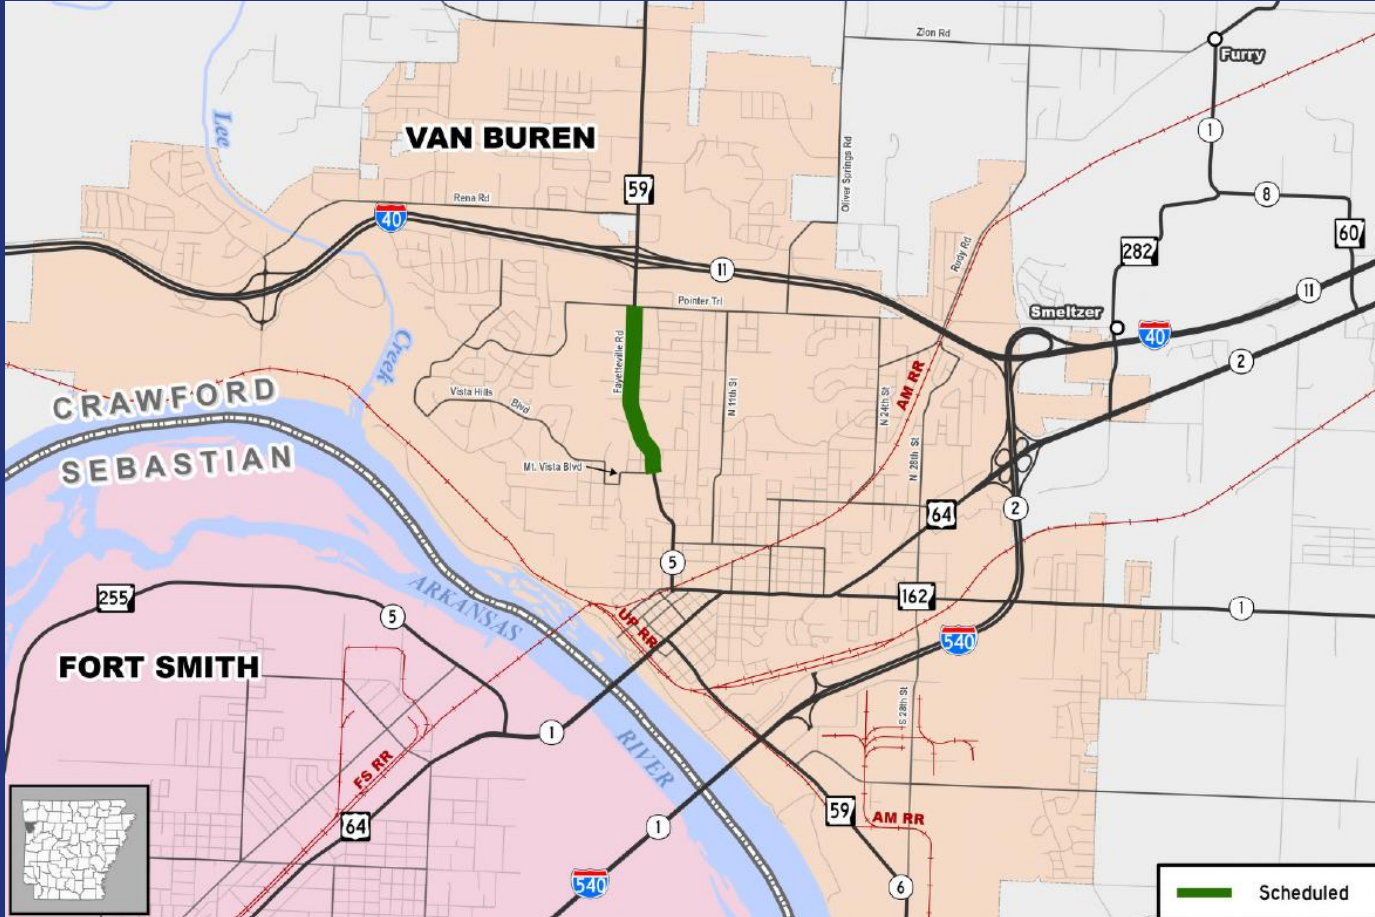 Zion Rd
Furry
Lee
VAN BUREN
1
Oliver Springs Rd
59
8
Rena Rd
40
60
282
Rudy Rd
11
11
Pointer Trl
Smeltzer
40
Creek
Fayetteville Rd
2
CRAWFORD
Vista Hills
Blvd
N 11th St
AM RR
N 24th St
SEBASTIAN
Mt. Vista Blvd
N 28th St
64
2
5
ARKANSAS
255
162
1
5
UP RR
540
FORT SMITH
S 28th St
1
RIVER
FS RR
64
1
59
AM RR
540
6
Scheduled